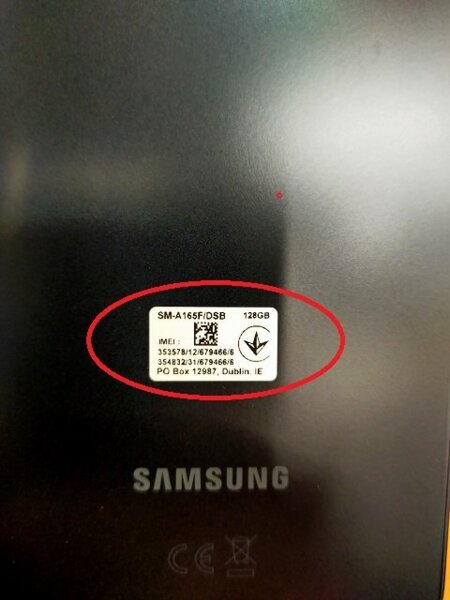 SM-A165F/DSB 128GB
IMEI :
353578/12/679466/6
354832/31/679466/6
PO Box 12987, Dublin. IE
SAMSUNG
CE